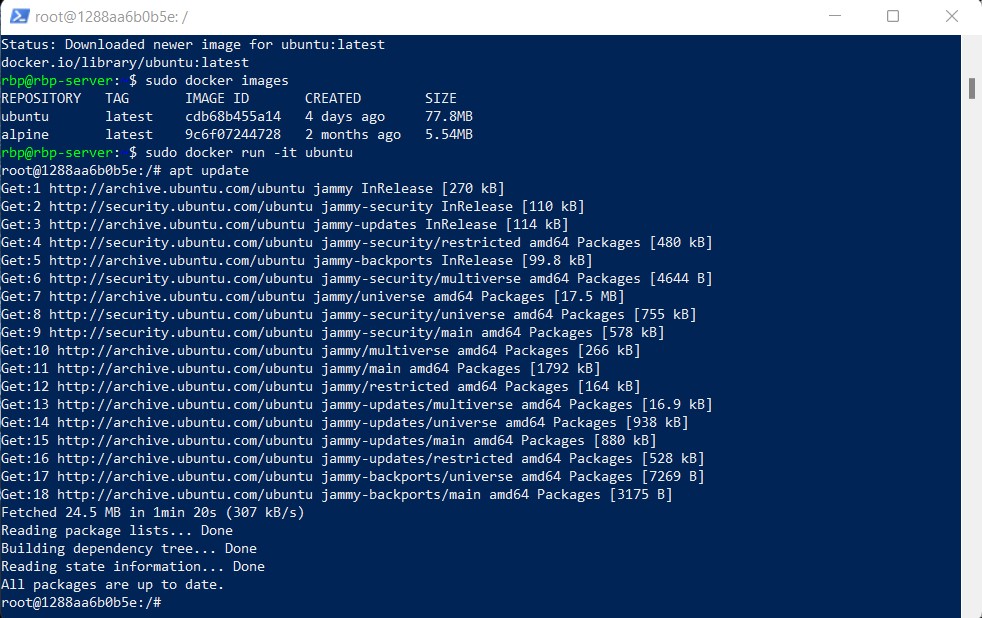 root@1288aa6b0b5e: /
Status: Downloaded newer image for ubuntu:latest
docker.io/library/ubuntu:latest
rbp@rbp-server: $ sudo docker images
REPOSITORY   TAG       IMAGE ID       CREATED        SIZE
ubuntu       latest    cdb68b455a14   4 days ago     77.8MB
alpine       latest    9c6f07244728   2 months ago   5.54MB
rbp@rbp-server: $ sudo docker run -it ubuntu
root@1288aa6b0b5e:/# apt update
Get:1 http://archive.ubuntu.com/ubuntu jammy InRelease [270 kB]
Get:2 http://security.ubuntu.com/ubuntu jammy-security InRelease [110 kB]
Get:3 http://archive.ubuntu.com/ubuntu jammy-updates InRelease [114 kB]
Get:4 http://security.ubuntu.com/ubuntu jammy-security/restricted amd64 Packages [480 kB]
Get:5 http://archive.ubuntu.com/ubuntu jammy-backports InRelease [99.8 kB]
Get:6 http://security.ubuntu.com/ubuntu jammy-security/multiverse amd64 Packages [4644 B]
Get:7 http://archive.ubuntu.com/ubuntu jammy/universe amd64 Packages [17.5 MB]
Get:8 http://security.ubuntu.com/ubuntu jammy-security/universe amd64 Packages [755 kB]
Get:9 http://security.ubuntu.com/ubuntu jammy-security/main amd64 Packages [578 kB]
Get:10 http://archive.ubuntu.com/ubuntu jammy/multiverse amd64 Packages [266 kB]
Get:11 http://archive.ubuntu.com/ubuntu jammy/main amd64 Packages [1792 kB]
Get:12 http://archive.ubuntu.com/ubuntu jammy/restricted amd64 Packages [164 kB]
Get:13 http://archive.ubuntu.com/ubuntu jammy-updates/multiverse amd64 Packages [16.9 kB]
Get:14 http://archive.ubuntu.com/ubuntu jammy-updates/universe amd64 Packages [938 kB]
Get:15 http://archive.ubuntu.com/ubuntu jammy-updates/main amd64 Packages [880 kB]
Get:16 http://archive.ubuntu.com/ubuntu jammy-updates/restricted amd64 Packages [528 kB]
Get:17 http://archive.ubuntu.com/ubuntu jammy-backports/universe amd64 Packages [7269 B]
Get:18 http://archive.ubuntu.com/ubuntu jammy-backports/main amd64 Packages [3175 B]
Fetched 24.5 MB in 1min 20s (307 kB/s)
Reading package lists... Done
Building dependency tree... Done
Reading state information... Done
All packages are up to date.
root@1288aa6b0b5e:/#